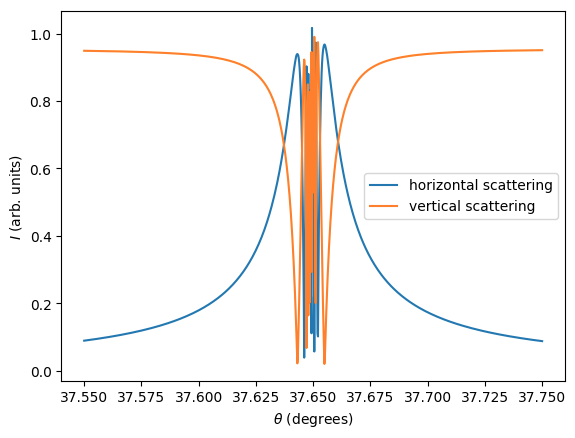 1.0
0.8
0.6
0.4
0.2
0.0
I (arb. units)
horizontal scattering
vertical scattering
37.550 37.575 37.600 37.625 37.650 37.675 37.700 37.725 37.750
θ (degrees)